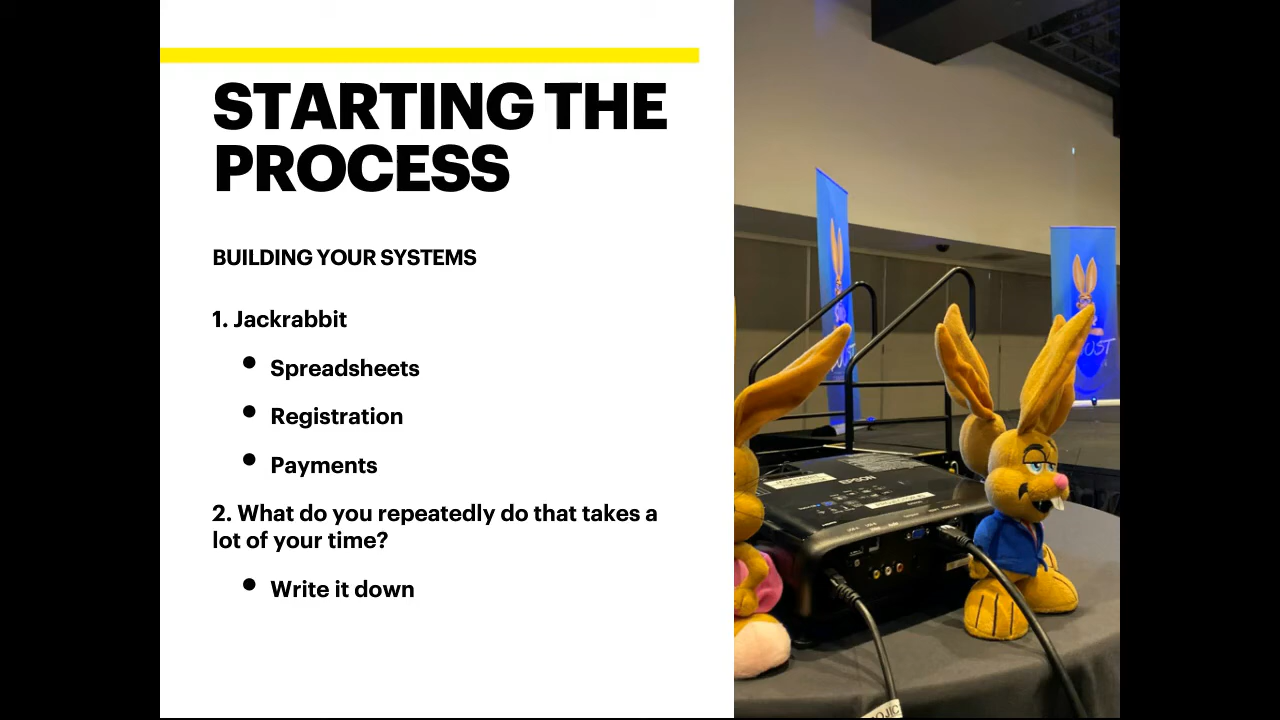 STARTING THE
PROCESS
BUILDING YOUR SYSTEMS
1. Jackrabbit
• Spreadsheets
• Registration
• Payments
2. What do you repeatedly do that takes a
lot of your time?
• Write it down
EPSON